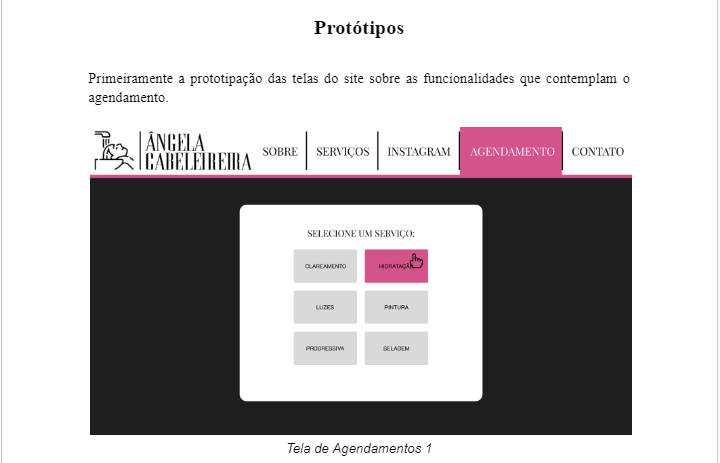 Protótipos
Primeiramente a prototipação das telas do site sobre as funcionalidades que contemplam o
agendamento.
ÂNGELA
CABELEIREIRA
SOBRE
SERVIÇOS
INSTAGRAM
AGENDAMENTO
CONTATO
SELECIONE UM SERVIÇO:
CLAREAMENTO
HIDRATAÇÃO
LUZES
PINTURA
PROGRESSIVA
SELAGEM
Tela de Agendamentos 1